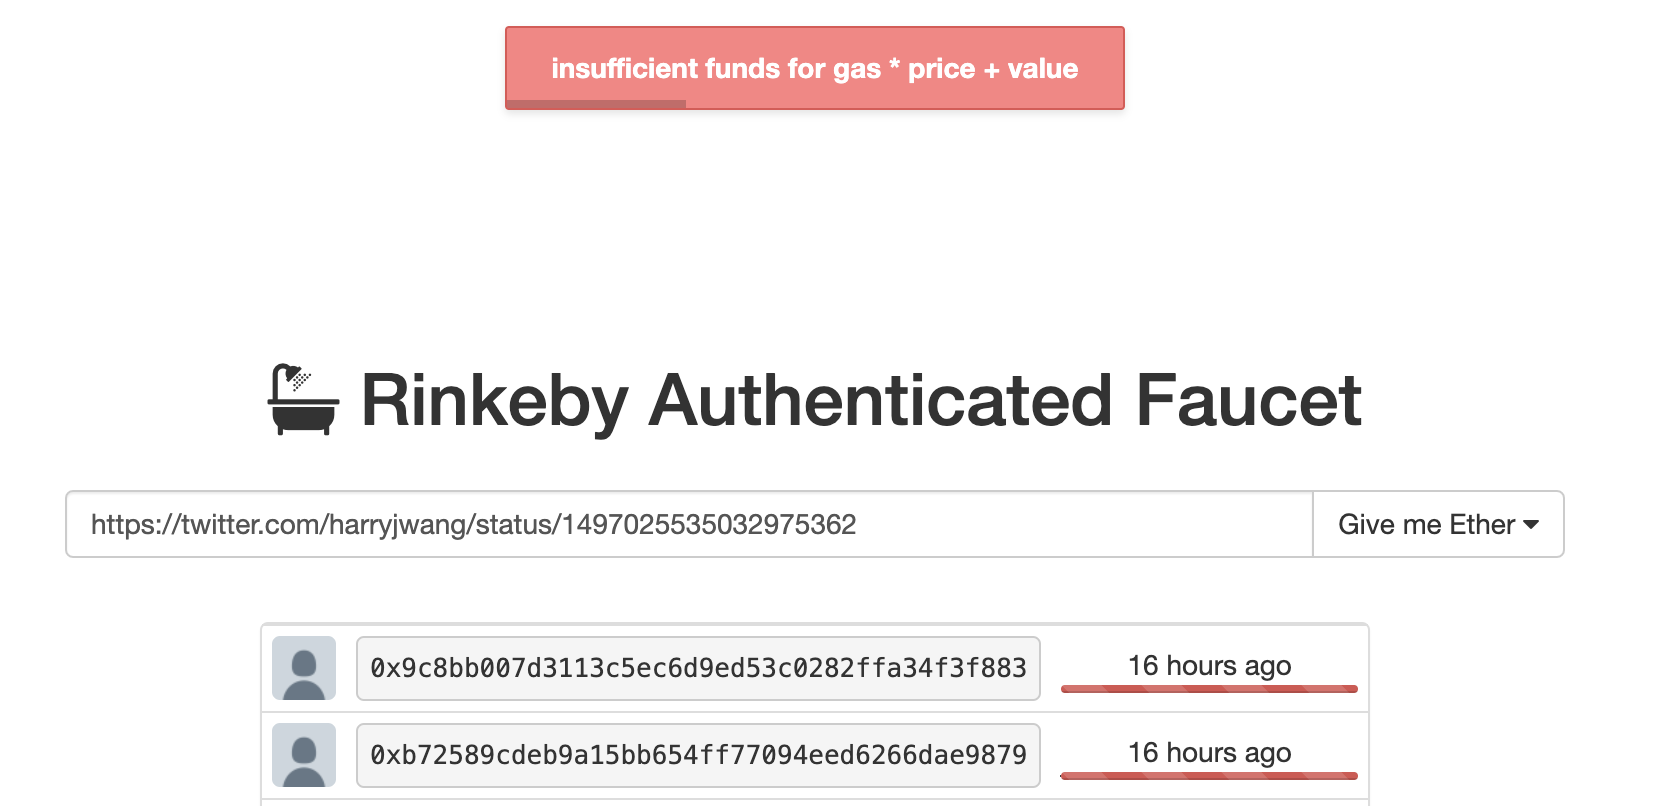 insufficient funds for gas * price + value
Rinkeby Authenticated Faucet
https://twitter.com/harryjwang/status/1497025535032975362
Give me Ether
0x9c8bb007d3113c5ec6d9ed53c0282ffa34f3f883
16 hours ago
0xb72589cdeb9a15bb654ff77094eed6266dae9879
16 hours ago